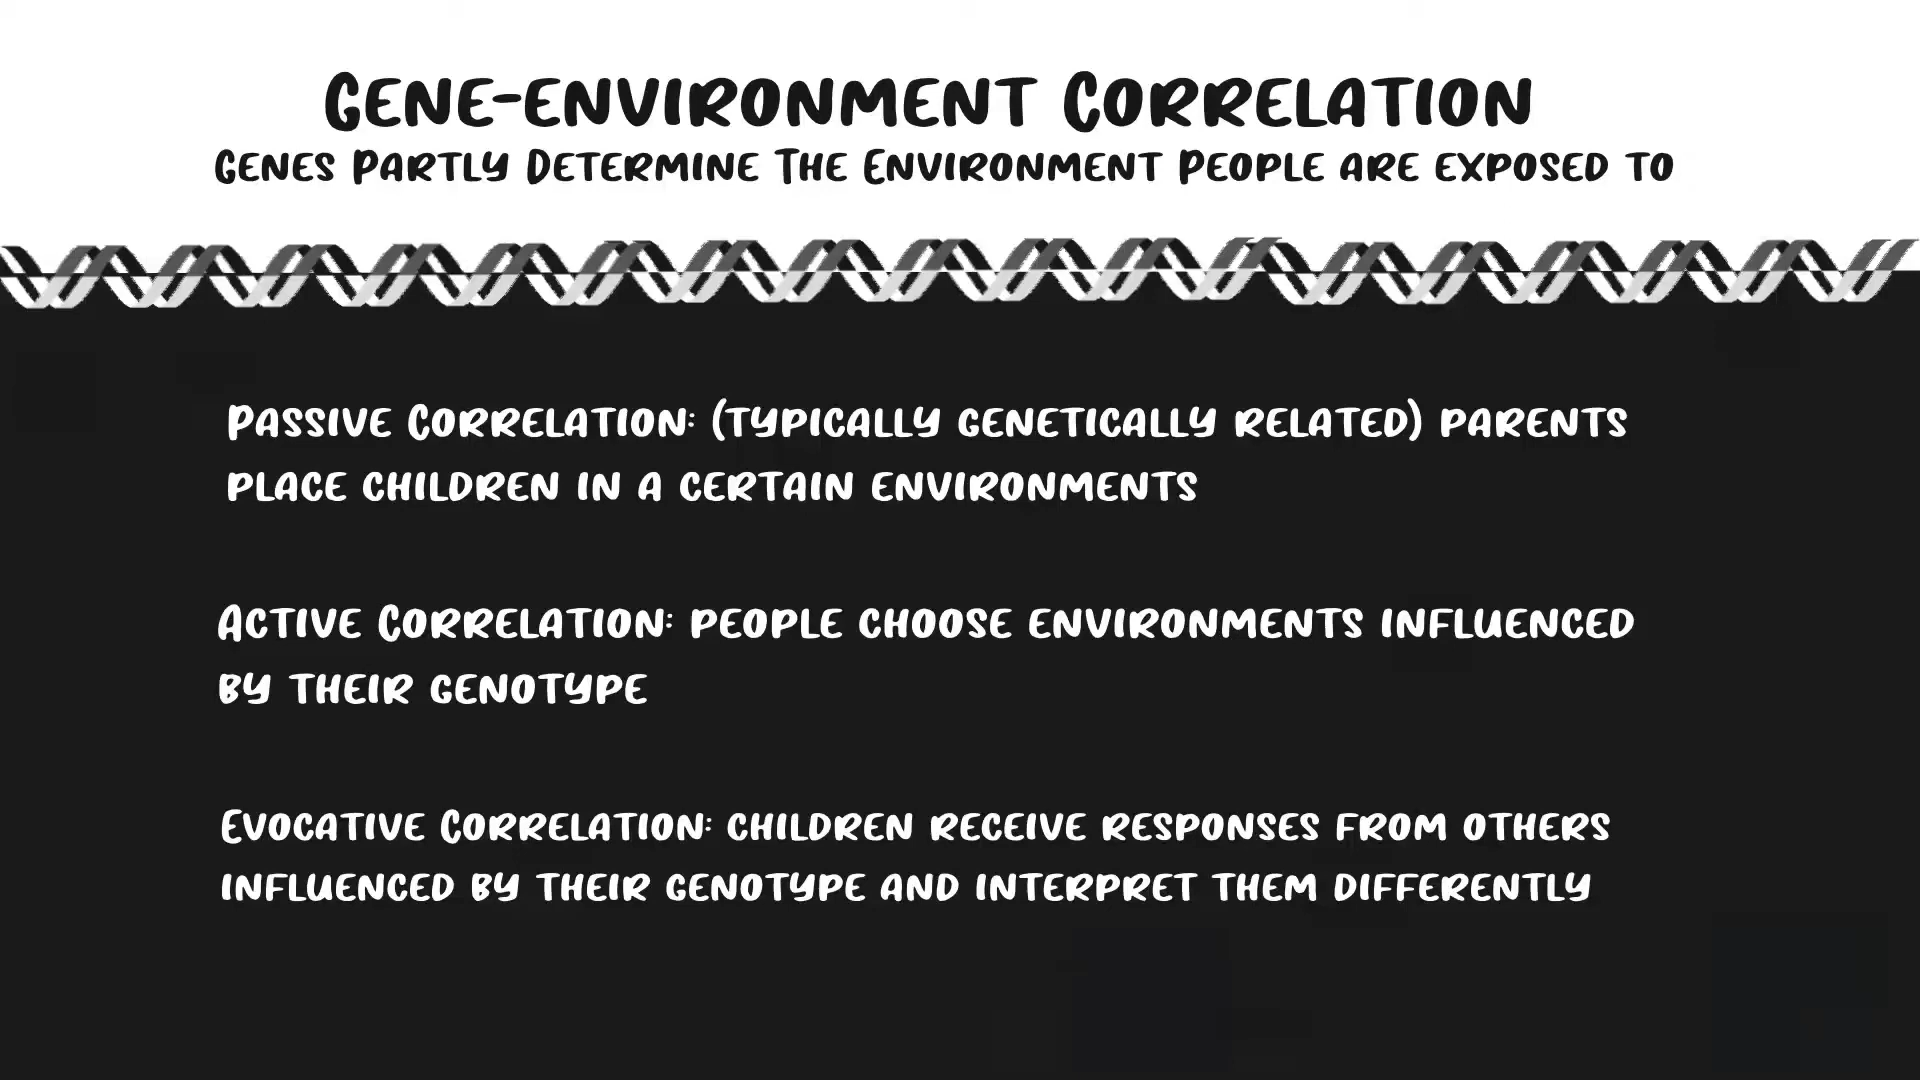 Gene-environment Correlation
Genes Partly Determine The Environment People are exposed to
Passive Correlation: (typically genetically related) parents
place children in a certain environments
Active Correlation: people choose environments influenced
by their genotype
Evocative Correlation: children receive responses from others
influenced by their genotype and interpret them differently